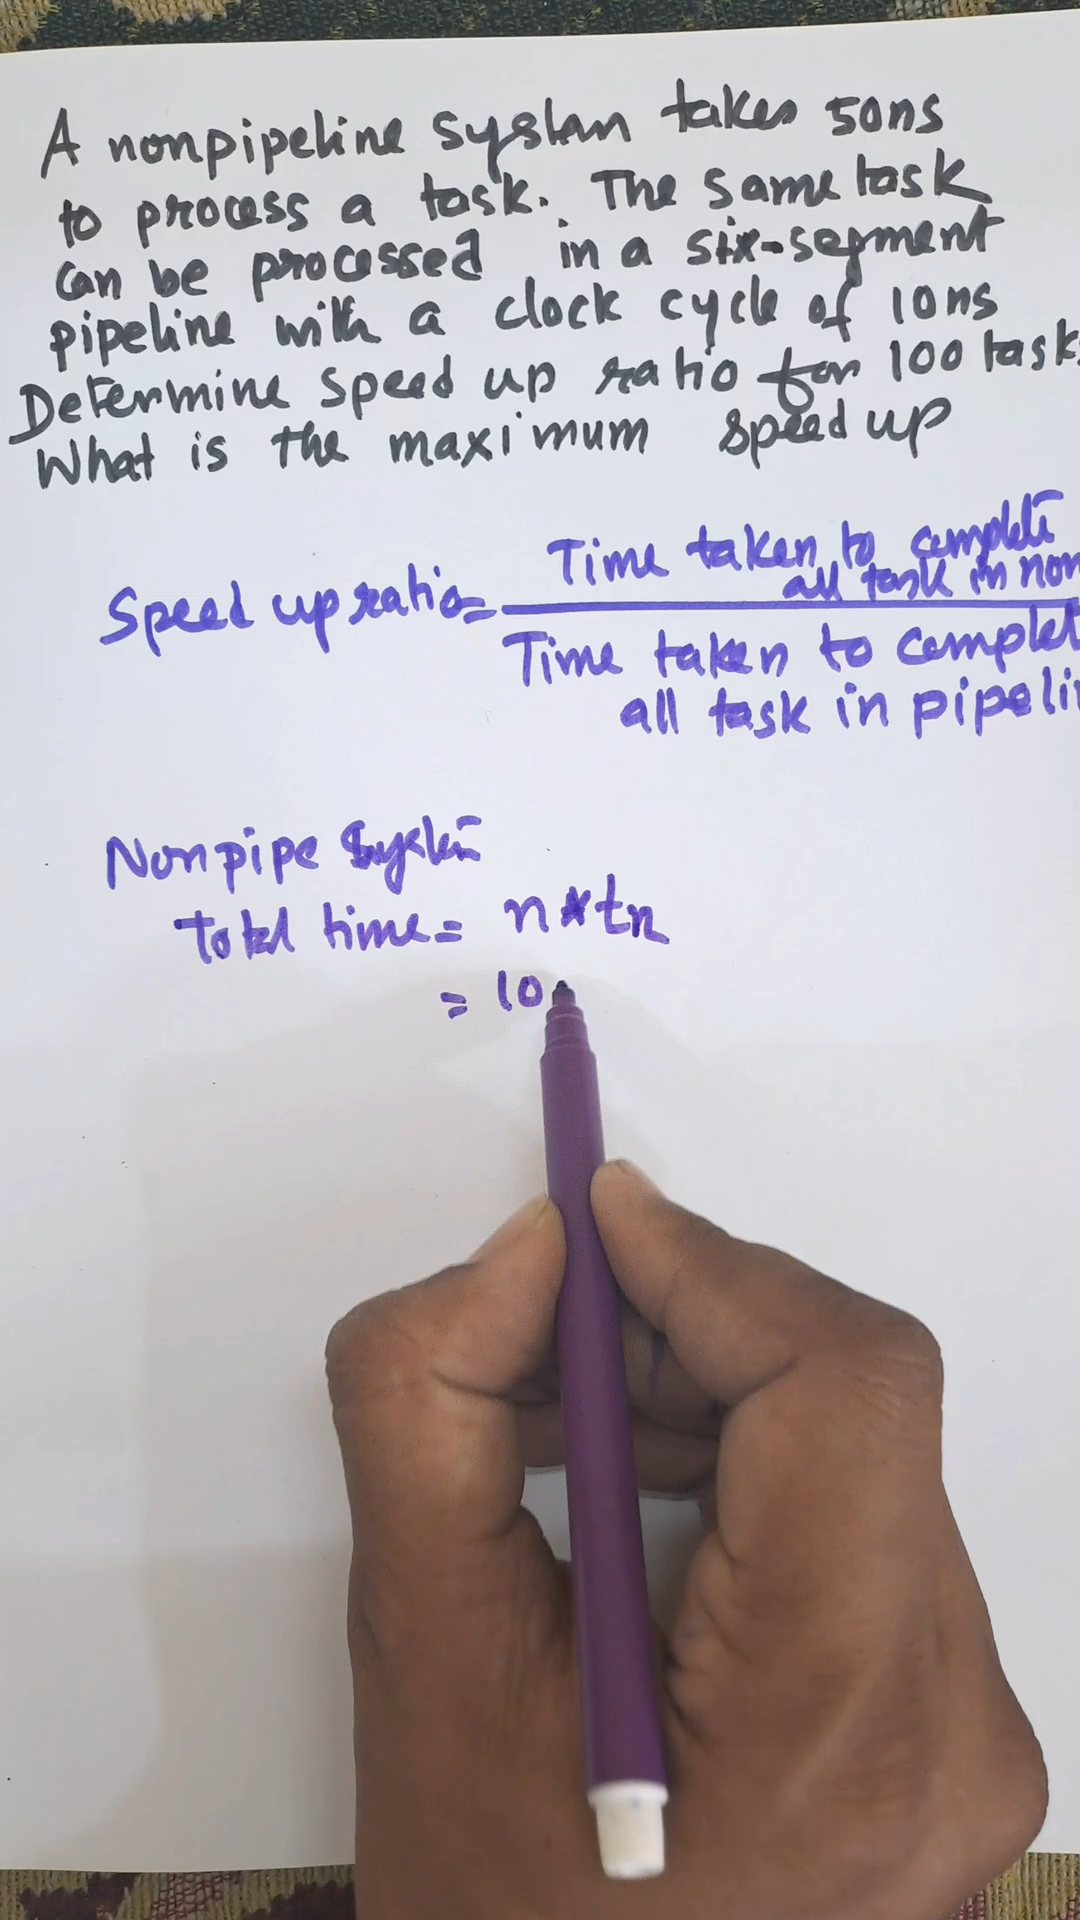 A nonpipeline system takes 50ns
to process a task. The same task
can be processed in a six-segment
pipeline with a clock cycle of 10ns
Determine speed up ratio for 100 task
What is the maximum speed up
Speed up ratio = Time taken to complete
all task in non
Time taken to complet
all task in pipeli
Nonpipe System
Total time = n * tn
= 10